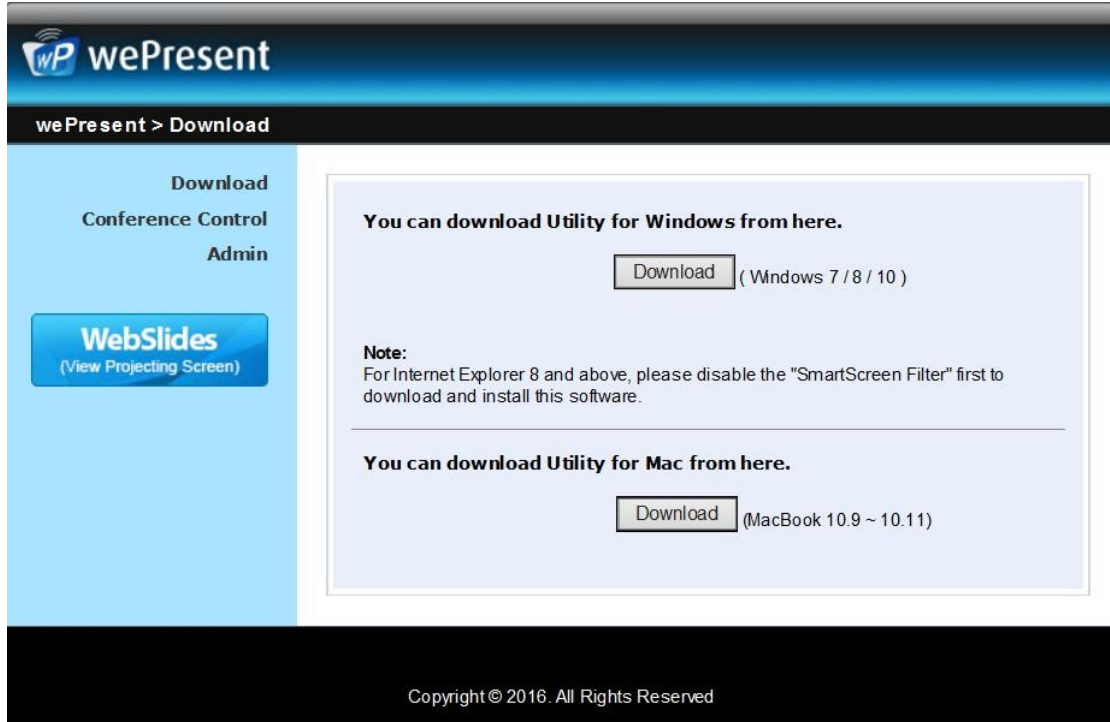 wP wePresent
wePresent > Download
Download
Conference Control
Admin
WebSlides
(View Projecting Screen)
You can download Utility for Windows from here.
Download ( Windows 7 / 8 / 10 )
Note:
For Internet Explorer 8 and above, please disable the "SmartScreen Filter" first to
download and install this software.
You can download Utility for Mac from here.
Download (MacBook 10.9 ~ 10.11)
Copyright © 2016. All Rights Reserved